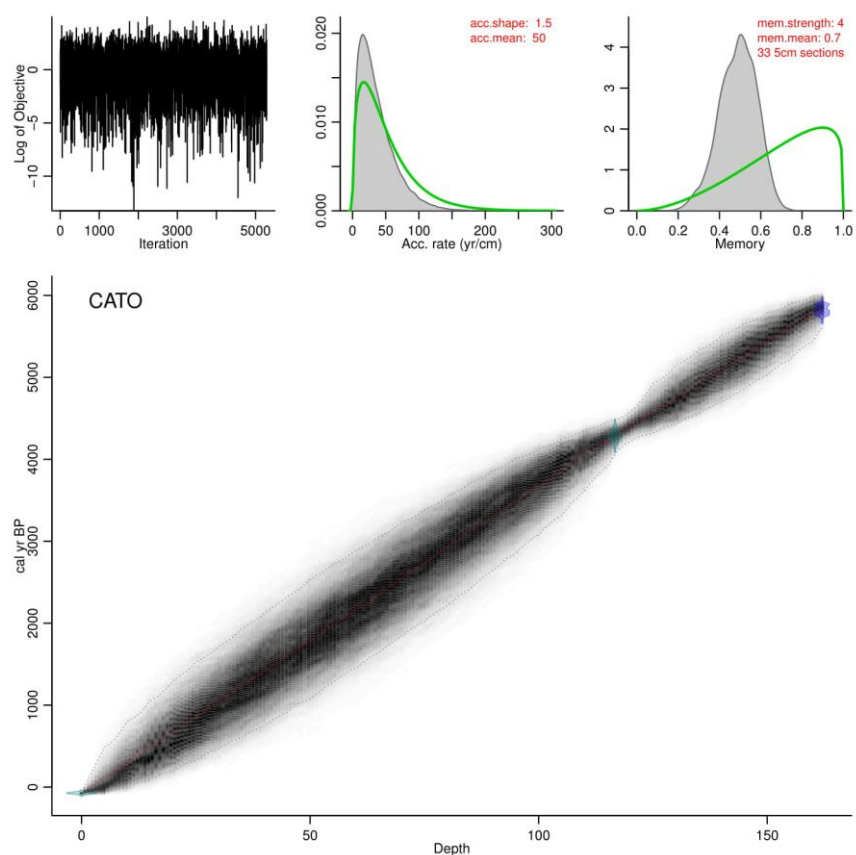 Log of Objective
0
−5
−10
0 1000 3000 5000
Iteration
acc.shape: 1.5
acc.mean: 50
0.020
0.010
0.000
0 50 100 150 200 250 300
Acc. rate (yr/cm)
mem.strength: 4
mem.mean: 0.7
33 5cm sections
4
3
2
1
0
0.0 0.2 0.4 0.6 0.8 1.0
Memory
CATO
cal yr BP
6000
5000
4000
3000
2000
1000
0
0 50 100 150
Depth